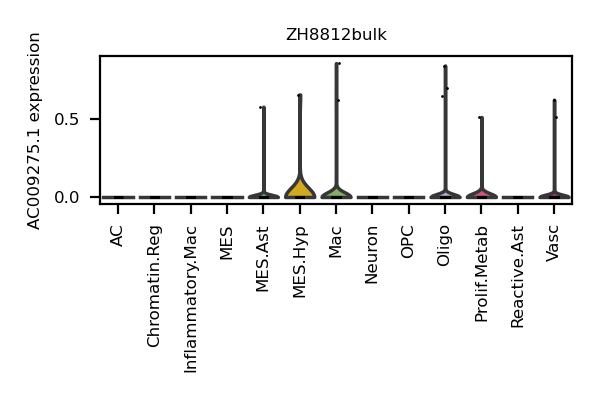 ZH8812bulk
AC009275.1 expression
0.5
0.0
AC
Chromatin.Reg
Inflammatory.Mac
MES
MES.Ast
MES.Hyp
Mac
Neuron
OPC
Oligo
Prolif.Metab
Reactive.Ast
Vasc